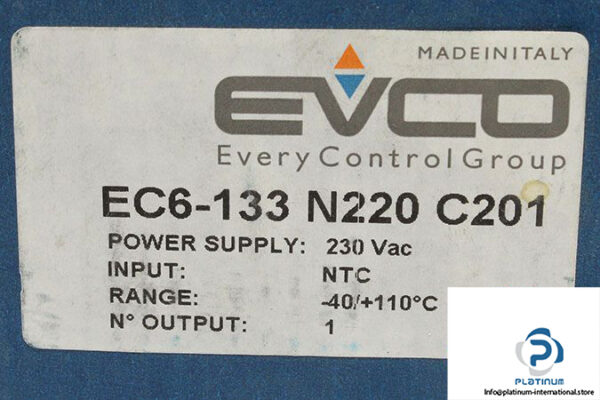 MADEINITALY
EVCO
Every Control Group
EC6-133 N220 C201
POWER SUPPLY: 230 Vac
INPUT: NTC
RANGE: -40/+110°C
N° OUTPUT: 1
PLATINUM
Info@platinum-international.store